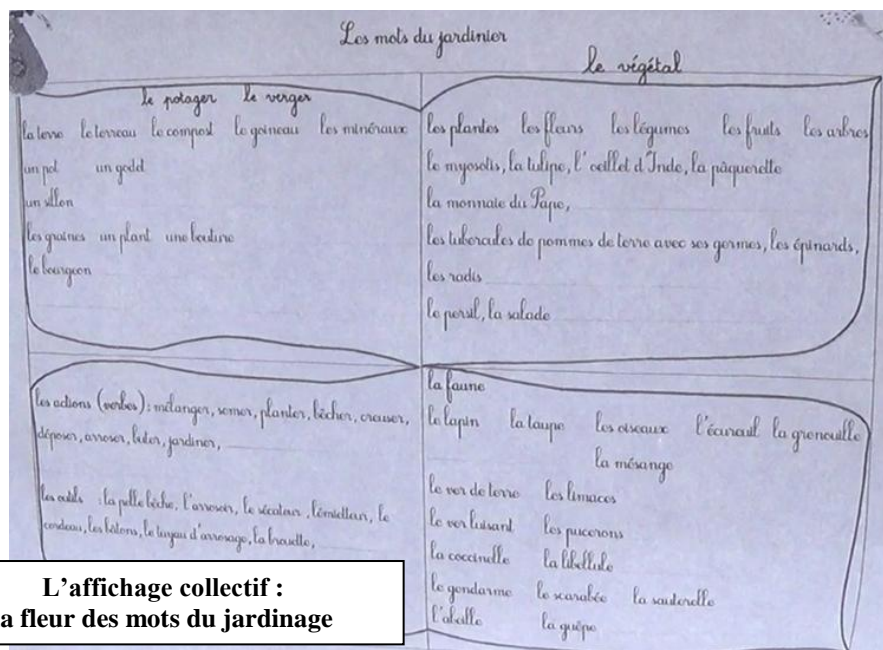 Les mots du jardinier
le potager le verger
la terre le terreau le compost le goineau les minéraux
un pot un godet
un sillon
les graines un plant une bouture
le bourgeon
le végétal
les plantes les fleurs les légumes les fruits les arbres
le myosotis, la tulipe, l'oeillet d'Inde, la pâquerette
la monnaie du Pape,
les tubercules de pommes de terre avec ses germes, les épinards,
les radis
le persil, la salade
les actions (verbes) : mélanger, semer, planter, bêcher, creuser,
déposer, arroser, buter, jardiner,
les outils : la pelle bêche, l'arrosoir, le sécateur, l'émietteur, le
cordeau, les bâtons, le tuyau d'arrosage, la brouette,
la faune
le lapin la taupe les oiseaux l'écureuil la grenouille
la mésange
le ver de terre les limaces
le ver luisant les pucerons
la coccinelle la libellule
le gendarme le scarabée la sauterelle
l'abeille la guêpe
L'affichage collectif :
a fleur des mots du jardinage